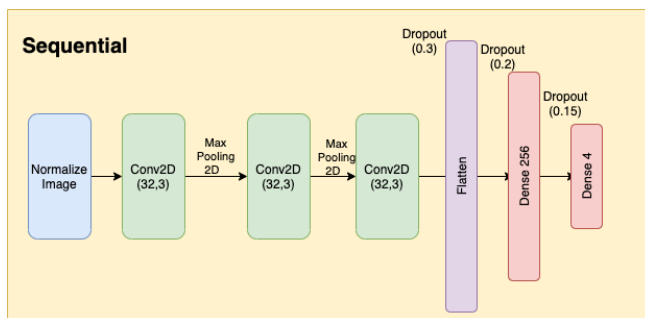 Sequential
Normalize
Image
Conv2D
(32,3)
Max
Pooling
2D
Conv2D
(32,3)
Max
Pooling
2D
Conv2D
(32,3)
Dropout
(0.3)
Flatten
Dropout
(0.2)
Dense 256
Dropout
(0.15)
Dense 4